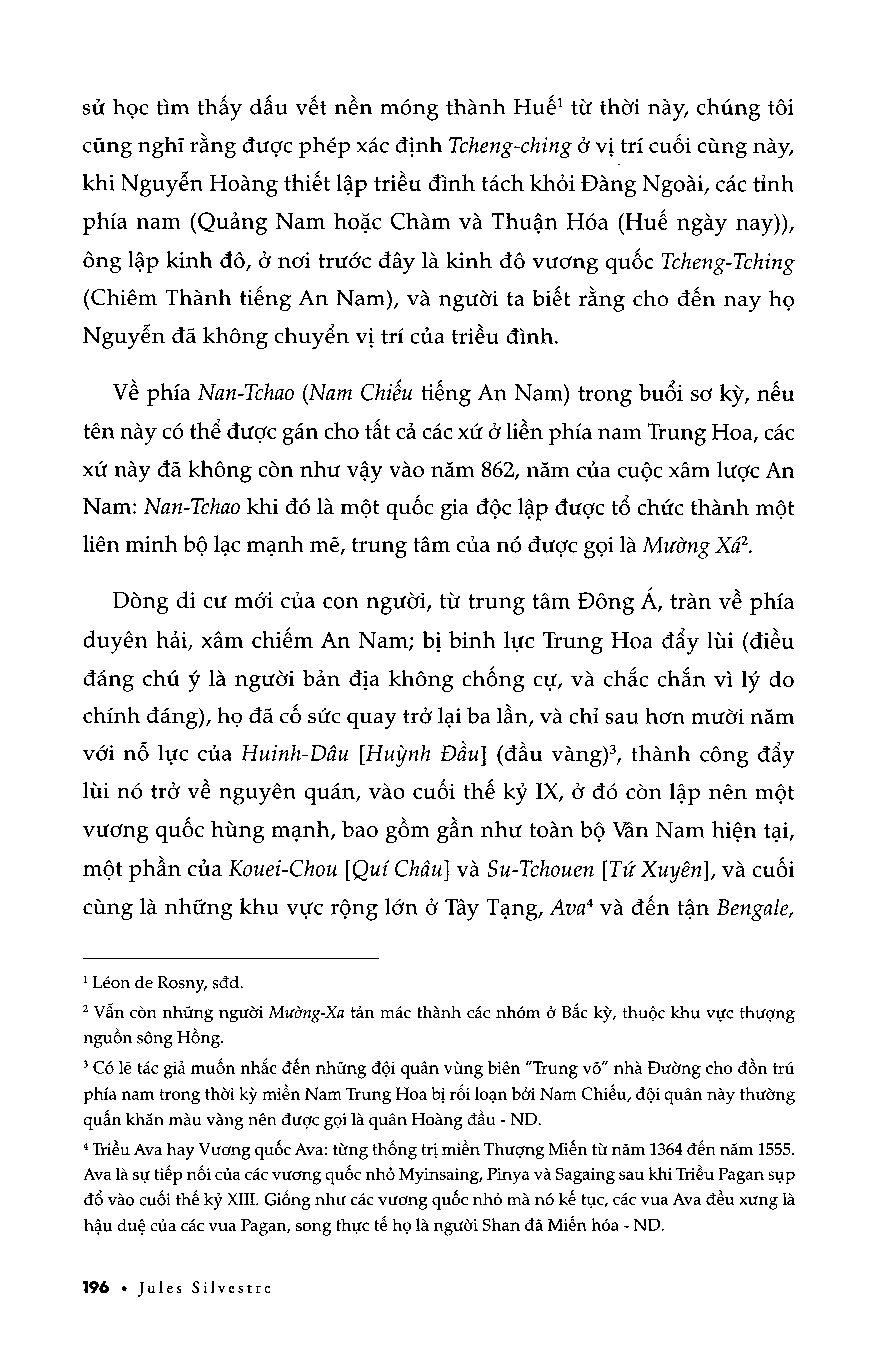 sử học tìm thấy dấu vết nền móng thành Huế¹ từ thời này, chúng tôi
cũng nghĩ rằng được phép xác định Tcheng-ching ở vị trí cuối cùng này,
khi Nguyễn Hoàng thiết lập triều đình tách khỏi Đàng Ngoài, các tỉnh
phía nam (Quảng Nam hoặc Chàm và Thuận Hóa (Huế ngày nay)),
ông lập kinh đô, ở nơi trước đây là kinh đô vương quốc Tcheng-Tching
(Chiêm Thành tiếng An Nam), và người ta biết rằng cho đến nay họ
Nguyễn đã không chuyển vị trí của triều đình.
Về phía Nan-Tchao (Nam Chiếu tiếng An Nam) trong buổi sơ kỳ, nếu
tên này có thể được gán cho tất cả các xứ ở liền phía nam Trung Hoa, các
xứ này đã không còn như vậy vào năm 862, năm của cuộc xâm lược An
Nam: Nan-Tchao khi đó là một quốc gia độc lập được tổ chức thành một
liên minh bộ lạc mạnh mẽ, trung tâm của nó được gọi là Mường Xá².
Dòng di cư mới của con người, từ trung tâm Đông Á, tràn về phía
duyên hải, xâm chiếm An Nam; bị binh lực Trung Hoa đẩy lùi (điều
đáng chú ý là người bản địa không chống cự, và chắc chắn vì lý do
chính đáng), họ đã cố sức quay trở lại ba lần, và chỉ sau hơn mười năm
với nỗ lực của Huinh-Dâu [Huỳnh Đầu] (đầu vàng)³, thành công đẩy
lùi nó trở về nguyên quán, vào cuối thế kỷ IX, ở đó còn lập nên một
vương quốc hùng mạnh, bao gồm gần như toàn bộ Vân Nam hiện tại,
một phần của Kouei-Chou [Quí Châu] và Su-Tchouen [Tứ Xuyên], và cuối
cùng là những khu vực rộng lớn ở Tây Tạng, Ava⁴ và đến tận Bengale,
¹ Léon de Rosny, sđd.
² Vẫn còn những người Mường-Xa tản mác thành các nhóm ở Bắc kỳ, thuộc khu vực thượng
nguồn sông Hồng.
³ Có lẽ tác giả muốn nhắc đến những đội quân vùng biên "Trung võ" nhà Đường cho đồn trú
phía nam trong thời kỳ miền Nam Trung Hoa bị rối loạn bởi Nam Chiếu, đội quân này thường
quấn khăn màu vàng nên được gọi là quân Hoàng đầu - ND.
⁴ Triều Ava hay Vương quốc Ava: từng thống trị miền Thượng Miến từ năm 1364 đến năm 1555.
Ava là sự tiếp nối của các vương quốc nhỏ Myinsaing, Pinya và Sagaing sau khi Triều Pagan sụp
đổ vào cuối thế kỷ XIII. Giống như các vương quốc nhỏ mà nó kế tục, các vua Ava đều xưng là
hậu duệ của các vua Pagan, song thực tế họ là người Shan đã Miến hóa - ND.
196 • Jules Silvestre